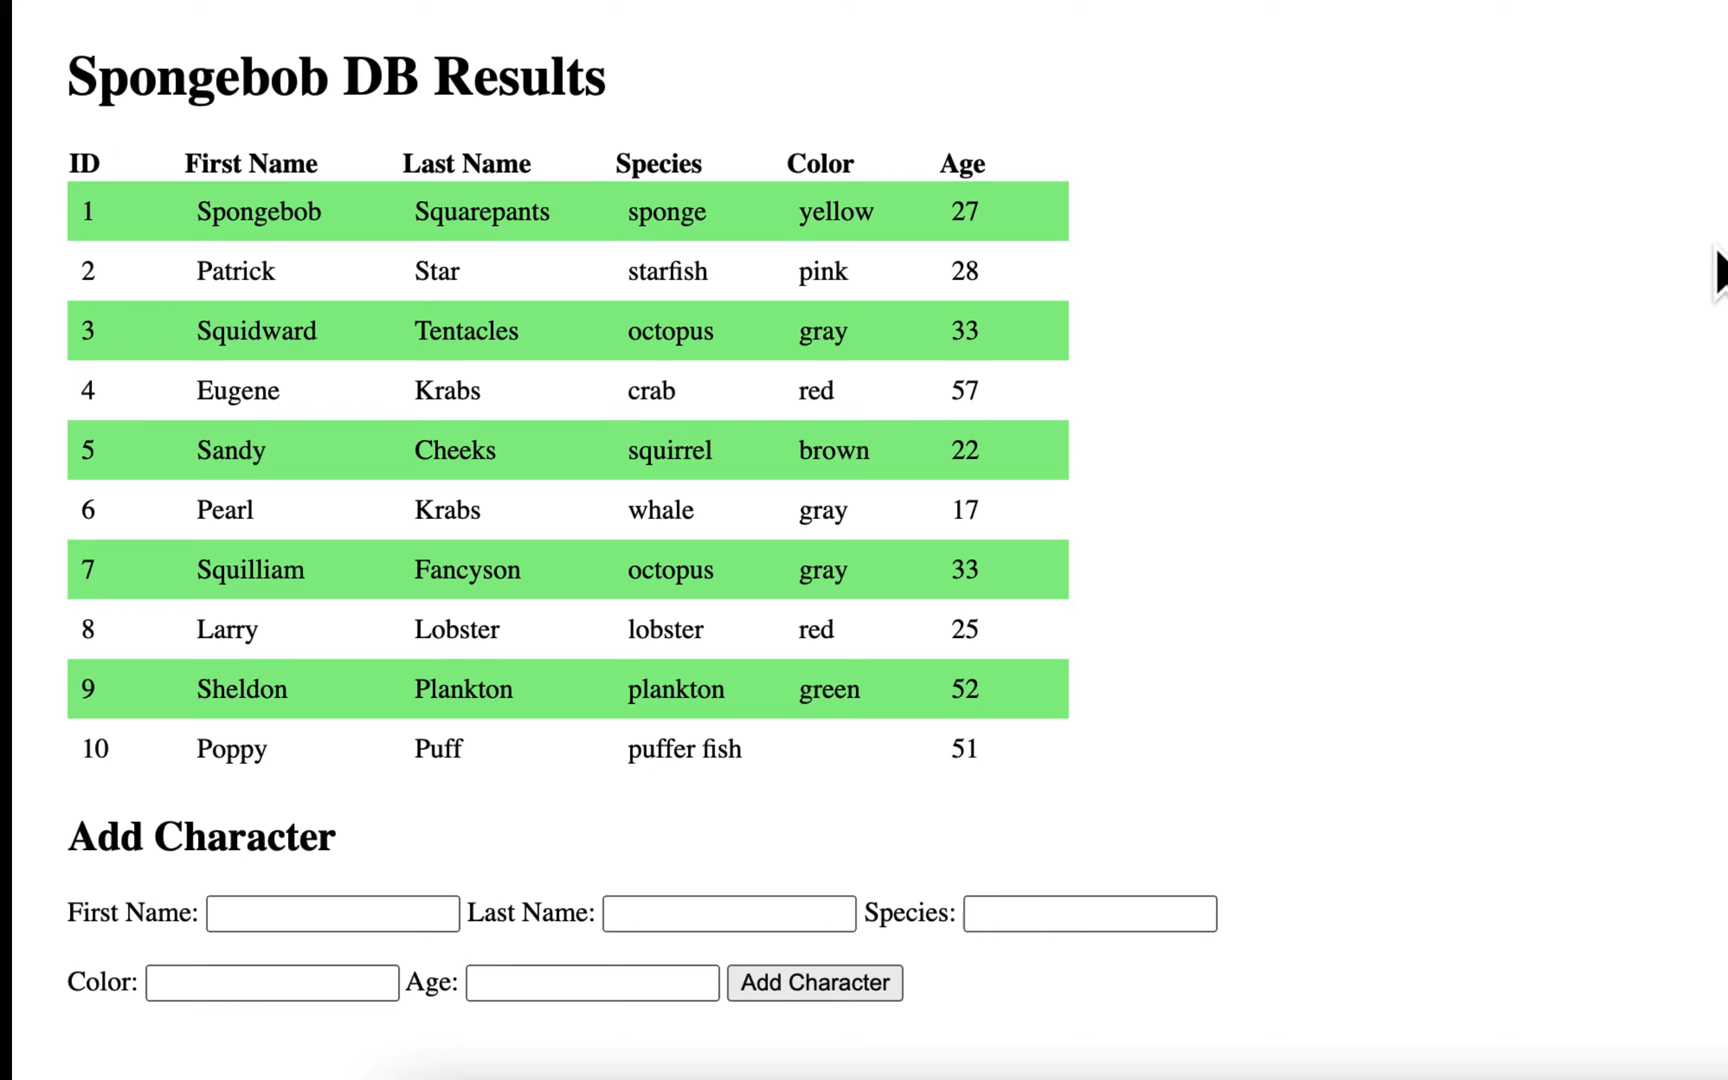 Spongebob DB Results
ID First Name Last Name Species Color Age
1 Spongebob Squarepants sponge yellow 27
2 Patrick Star starfish pink 28
3 Squidward Tentacles octopus gray 33
4 Eugene Krabs crab red 57
5 Sandy Cheeks squirrel brown 22
6 Pearl Krabs whale gray 17
7 Squilliam Fancyson octopus gray 33
8 Larry Lobster lobster red 25
9 Sheldon Plankton plankton green 52
10 Poppy Puff puffer fish 51
Add Character
First Name: Last Name: Species:
Color: Age: Add Character